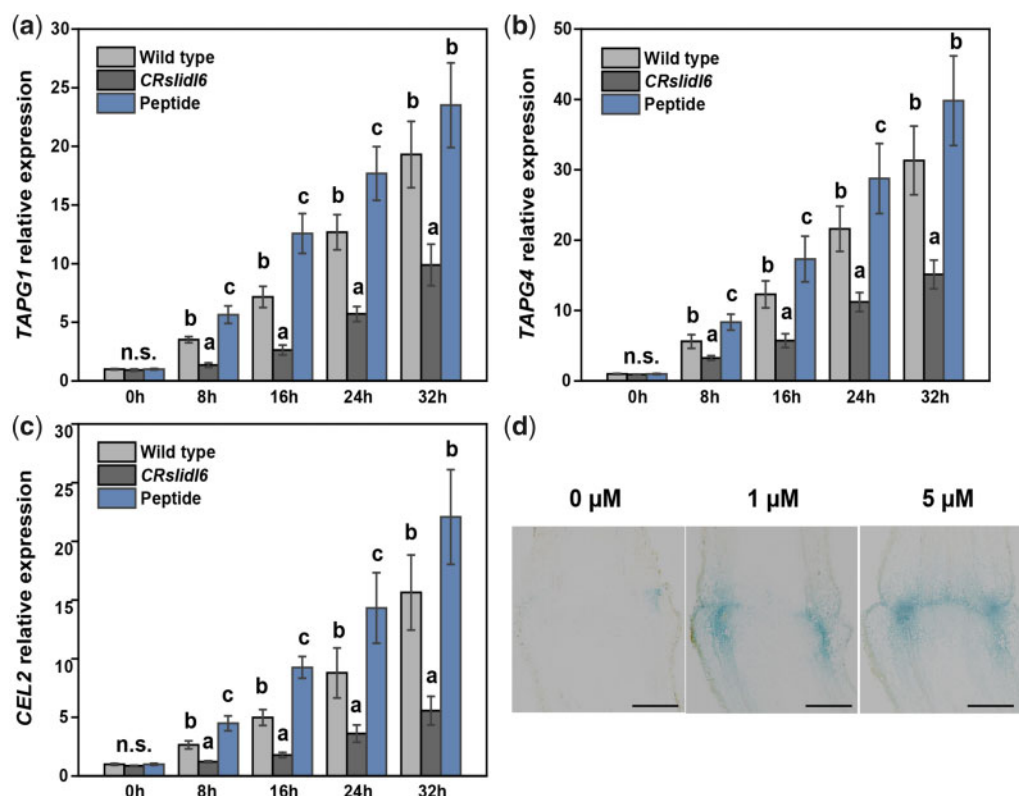 (a)
TAPG1 relative expression
30
25
20
15
10
5
0
Wild type
CRslidl6
Peptide
n.s.
b
a
c
b
a
c
b
a
c
b
a
b
0h
8h
16h
24h
32h
(b)
TAPG4 relative expression
50
40
30
20
10
0
Wild type
CRslidl6
Peptide
n.s.
b
a
c
b
a
c
b
a
c
b
a
b
0h
8h
16h
24h
32h
(c)
CEL2 relative expression
30
25
20
15
10
5
0
Wild type
CRslidl6
Peptide
n.s.
b
a
c
b
a
c
b
a
c
b
a
b
0h
8h
16h
24h
32h
(d)
0 μM
1 μM
5 μM